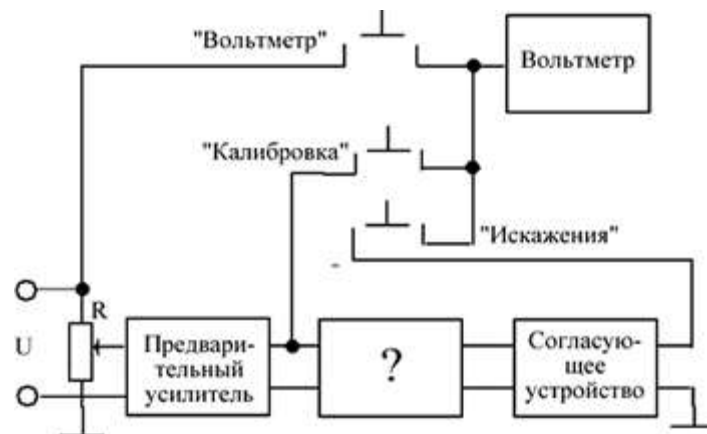 "Вольтметр"
Вольтметр
"Калибровка"
"Искажения"
R
U
Предвари-
тельный
усилитель
?
Согласую-
щее
устройство